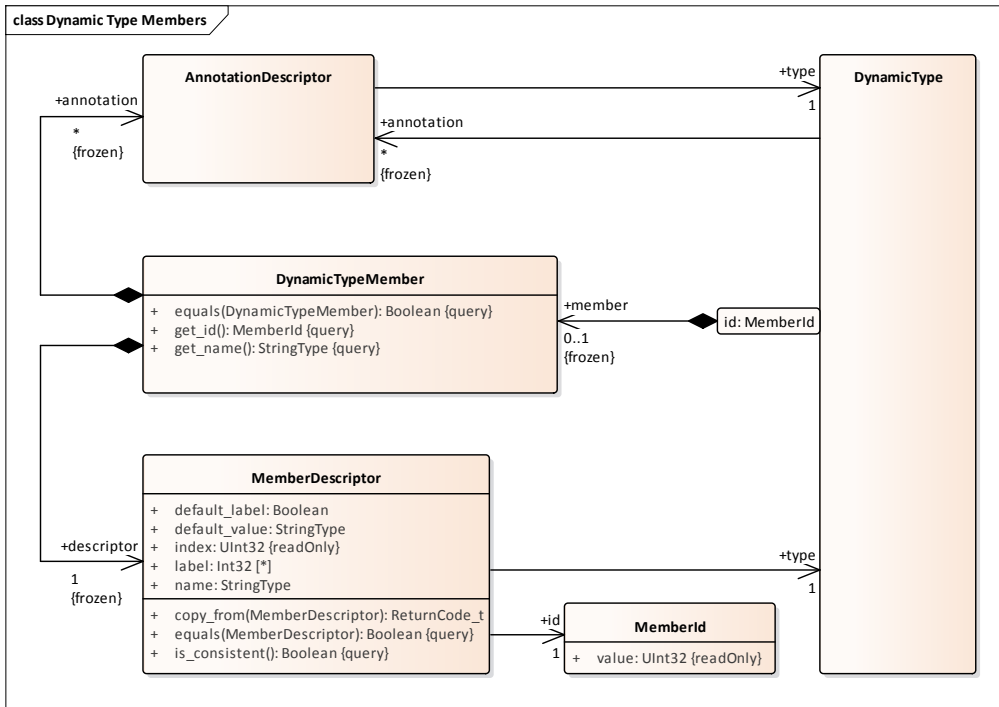 class Dynamic Type Members
AnnotationDescriptor
+type
DynamicType
1
+annotation
*
{frozen}
+annotation
*
{frozen}
DynamicTypeMember
+ equals(DynamicTypeMember): Boolean {query}
+ get_id(): MemberId {query}
+ get_name(): StringType {query}
+member
0..1
{frozen}
id: MemberId
MemberDescriptor
+ default_label: Boolean
+ default_value: StringType
+ index: UInt32 {readOnly}
+ label: Int32 [*]
+ name: StringType
+ copy_from(MemberDescriptor): ReturnCode_t
+ equals(MemberDescriptor): Boolean {query}
+ is_consistent(): Boolean {query}
+descriptor
1
{frozen}
+type
1
+id
1
MemberId
+ value: UInt32 {readOnly}